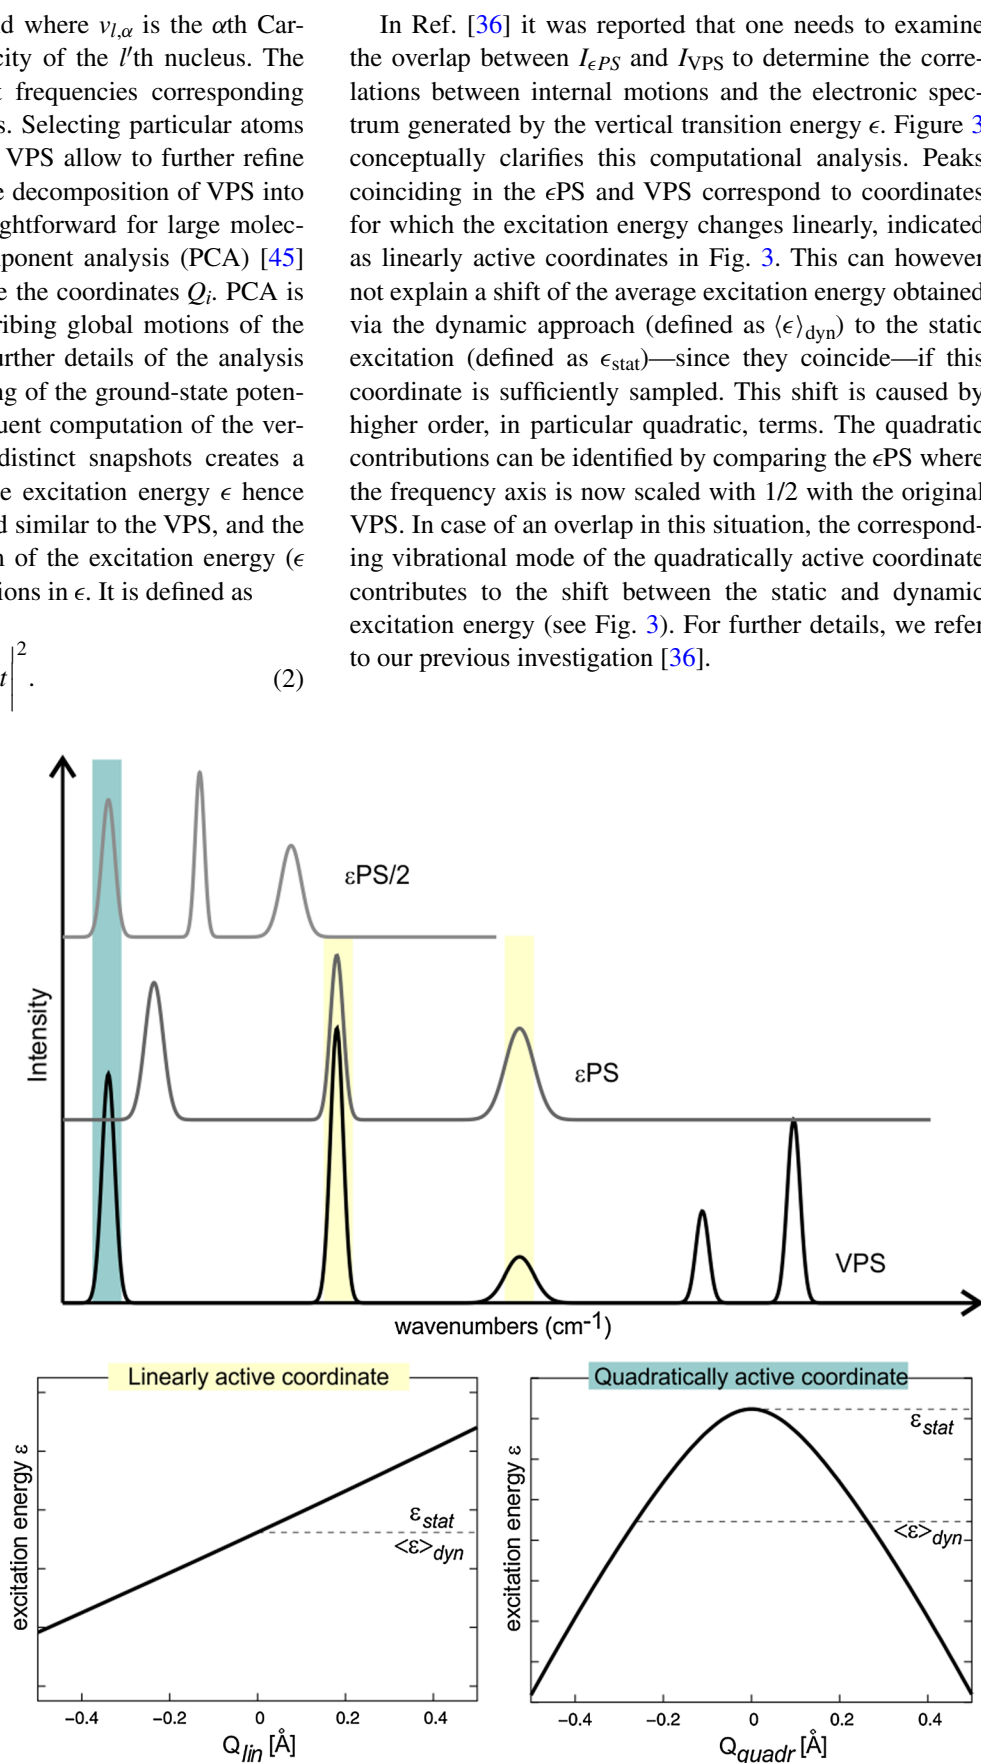 d where v_l,α is the αth Car-
city of the l′th nucleus. The
t frequencies corresponding
s. Selecting particular atoms
VPS allow to further refine
e decomposition of VPS into
ightforward for large molec-
ponent analysis (PCA) [45]
e the coordinates Q_i. PCA is
ribing global motions of the
urther details of the analysis
ng of the ground-state poten-
uent computation of the ver-
distinct snapshots creates a
e excitation energy ϵ hence
d similar to the VPS, and the
n of the excitation energy (ϵ
ions in ϵ. It is defined as
t|². (2)
In Ref. [36] it was reported that one needs to examine
the overlap between I_ϵPS and I_VPS to determine the corre-
lations between internal motions and the electronic spec-
trum generated by the vertical transition energy ϵ. Figure 3
conceptually clarifies this computational analysis. Peaks
coinciding in the ϵPS and VPS correspond to coordinates
for which the excitation energy changes linearly, indicated
as linearly active coordinates in Fig. 3. This can however
not explain a shift of the average excitation energy obtained
via the dynamic approach (defined as ⟨ϵ⟩_dyn) to the static
excitation (defined as ϵ_stat)—since they coincide—if this
coordinate is sufficiently sampled. This shift is caused by
higher order, in particular quadratic, terms. The quadratic
contributions can be identified by comparing the ϵPS where
the frequency axis is now scaled with 1/2 with the original
VPS. In case of an overlap in this situation, the correspond-
ing vibrational mode of the quadratically active coordinate
contributes to the shift between the static and dynamic
excitation energy (see Fig. 3). For further details, we refer
to our previous investigation [36].
εPS/2
εPS
VPS
Intensity
wavenumbers (cm-1)
Linearly active coordinate
excitation energy ε
ε_stat
<ε>_dyn
−0.4 −0.2 0 0.2 0.4
Q_lin [Å]
Quadratically active coordinate
excitation energy ε
ε_stat
<ε>_dyn
−0.4 −0.2 0 0.2 0.4
Q_quadr [Å]